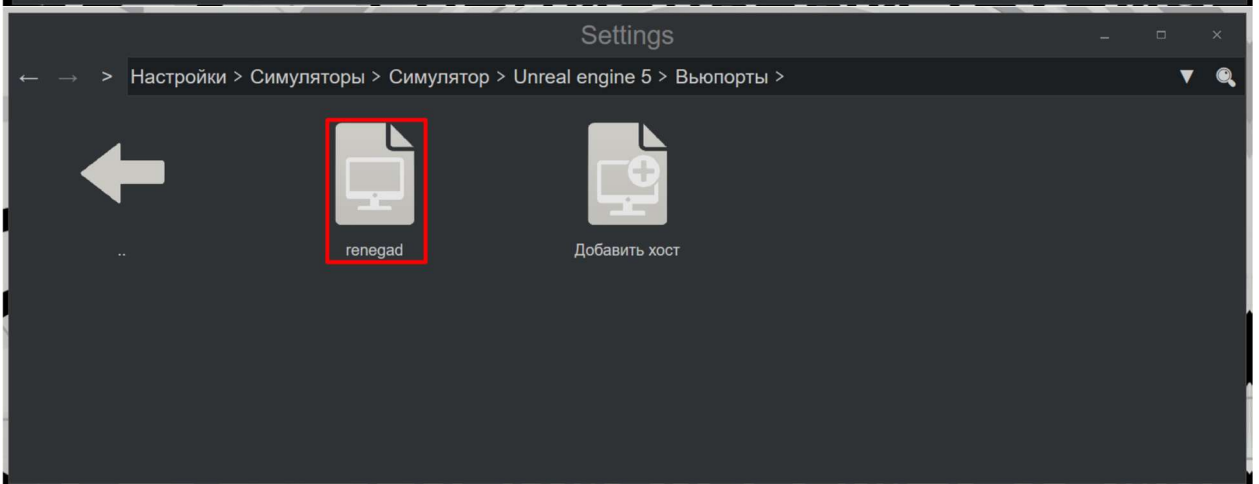 Settings
> Настройки > Симуляторы > Симулятор > Unreal engine 5 > Вьюпорты >
..
renegad
Добавить хост